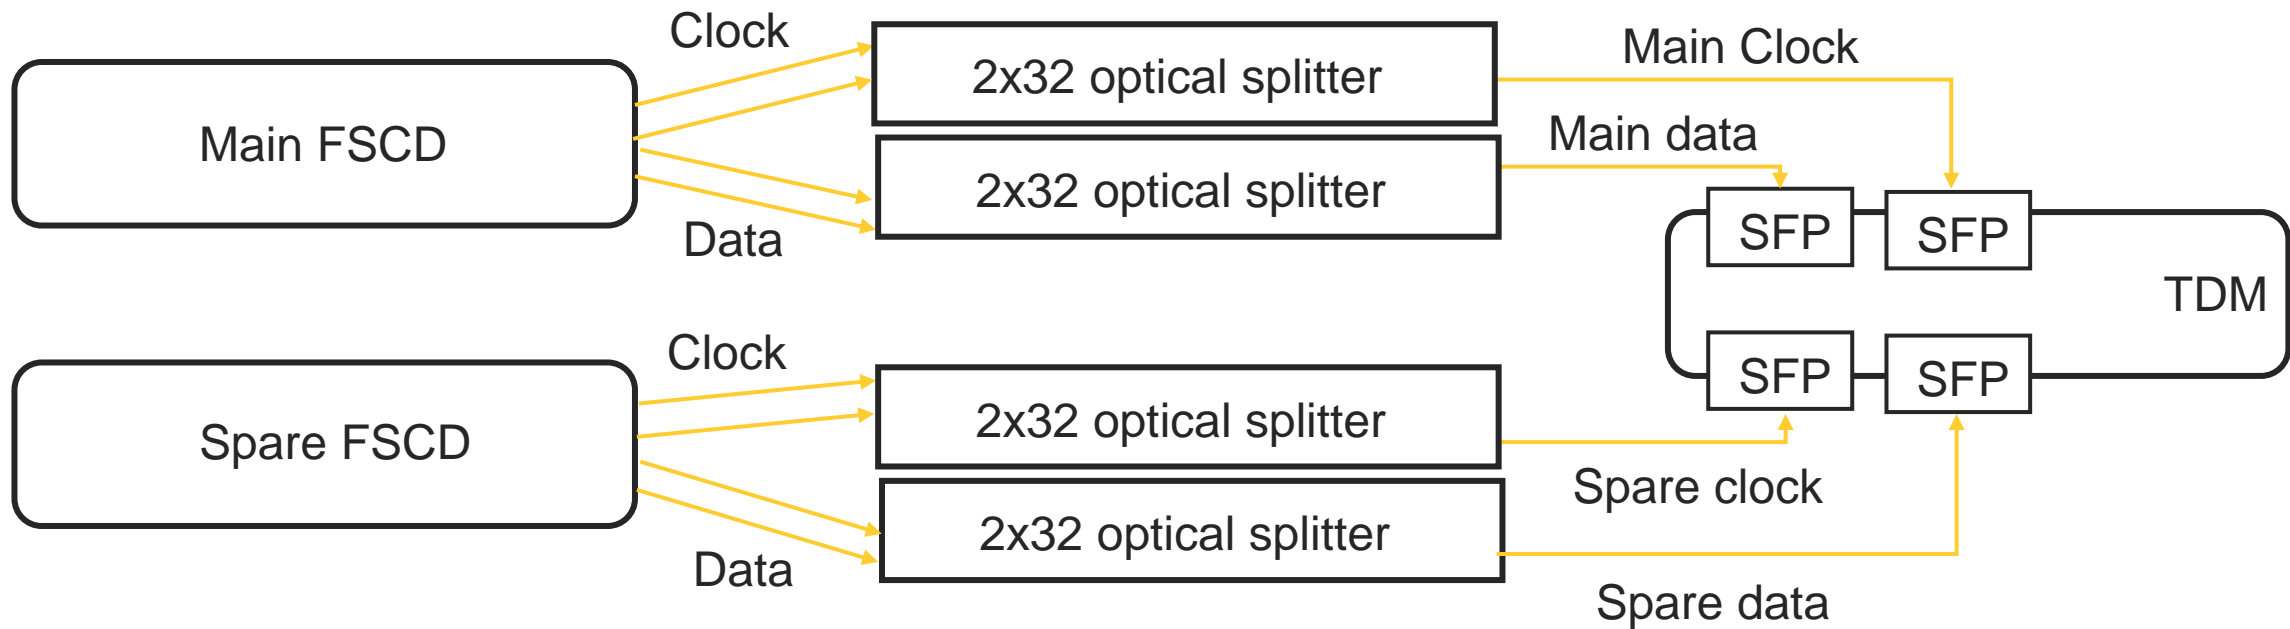 Clock
2x32 optical splitter
Main Clock
Main FSCD
Main data
2x32 optical splitter
Data
SFP
SFP
TDM
Clock
SFP
SFP
2x32 optical splitter
Spare FSCD
Spare clock
2x32 optical splitter
Data
Spare data